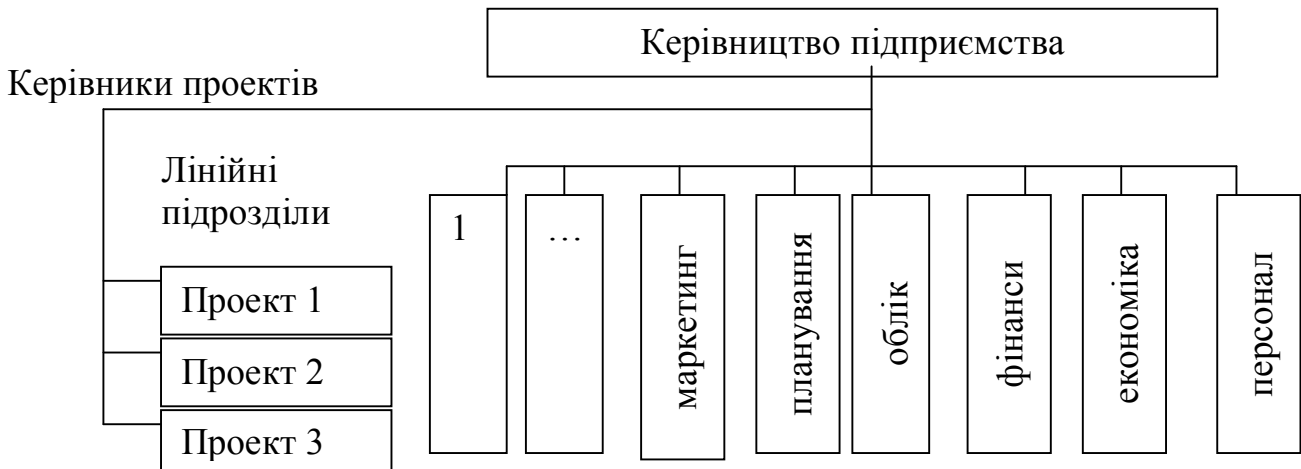 Керівництво підприємства
Керівники проектів
Лінійні
підрозділи
1
…
маркетинг
планування
облік
фінанси
економіка
персонал
Проект 1
Проект 2
Проект 3